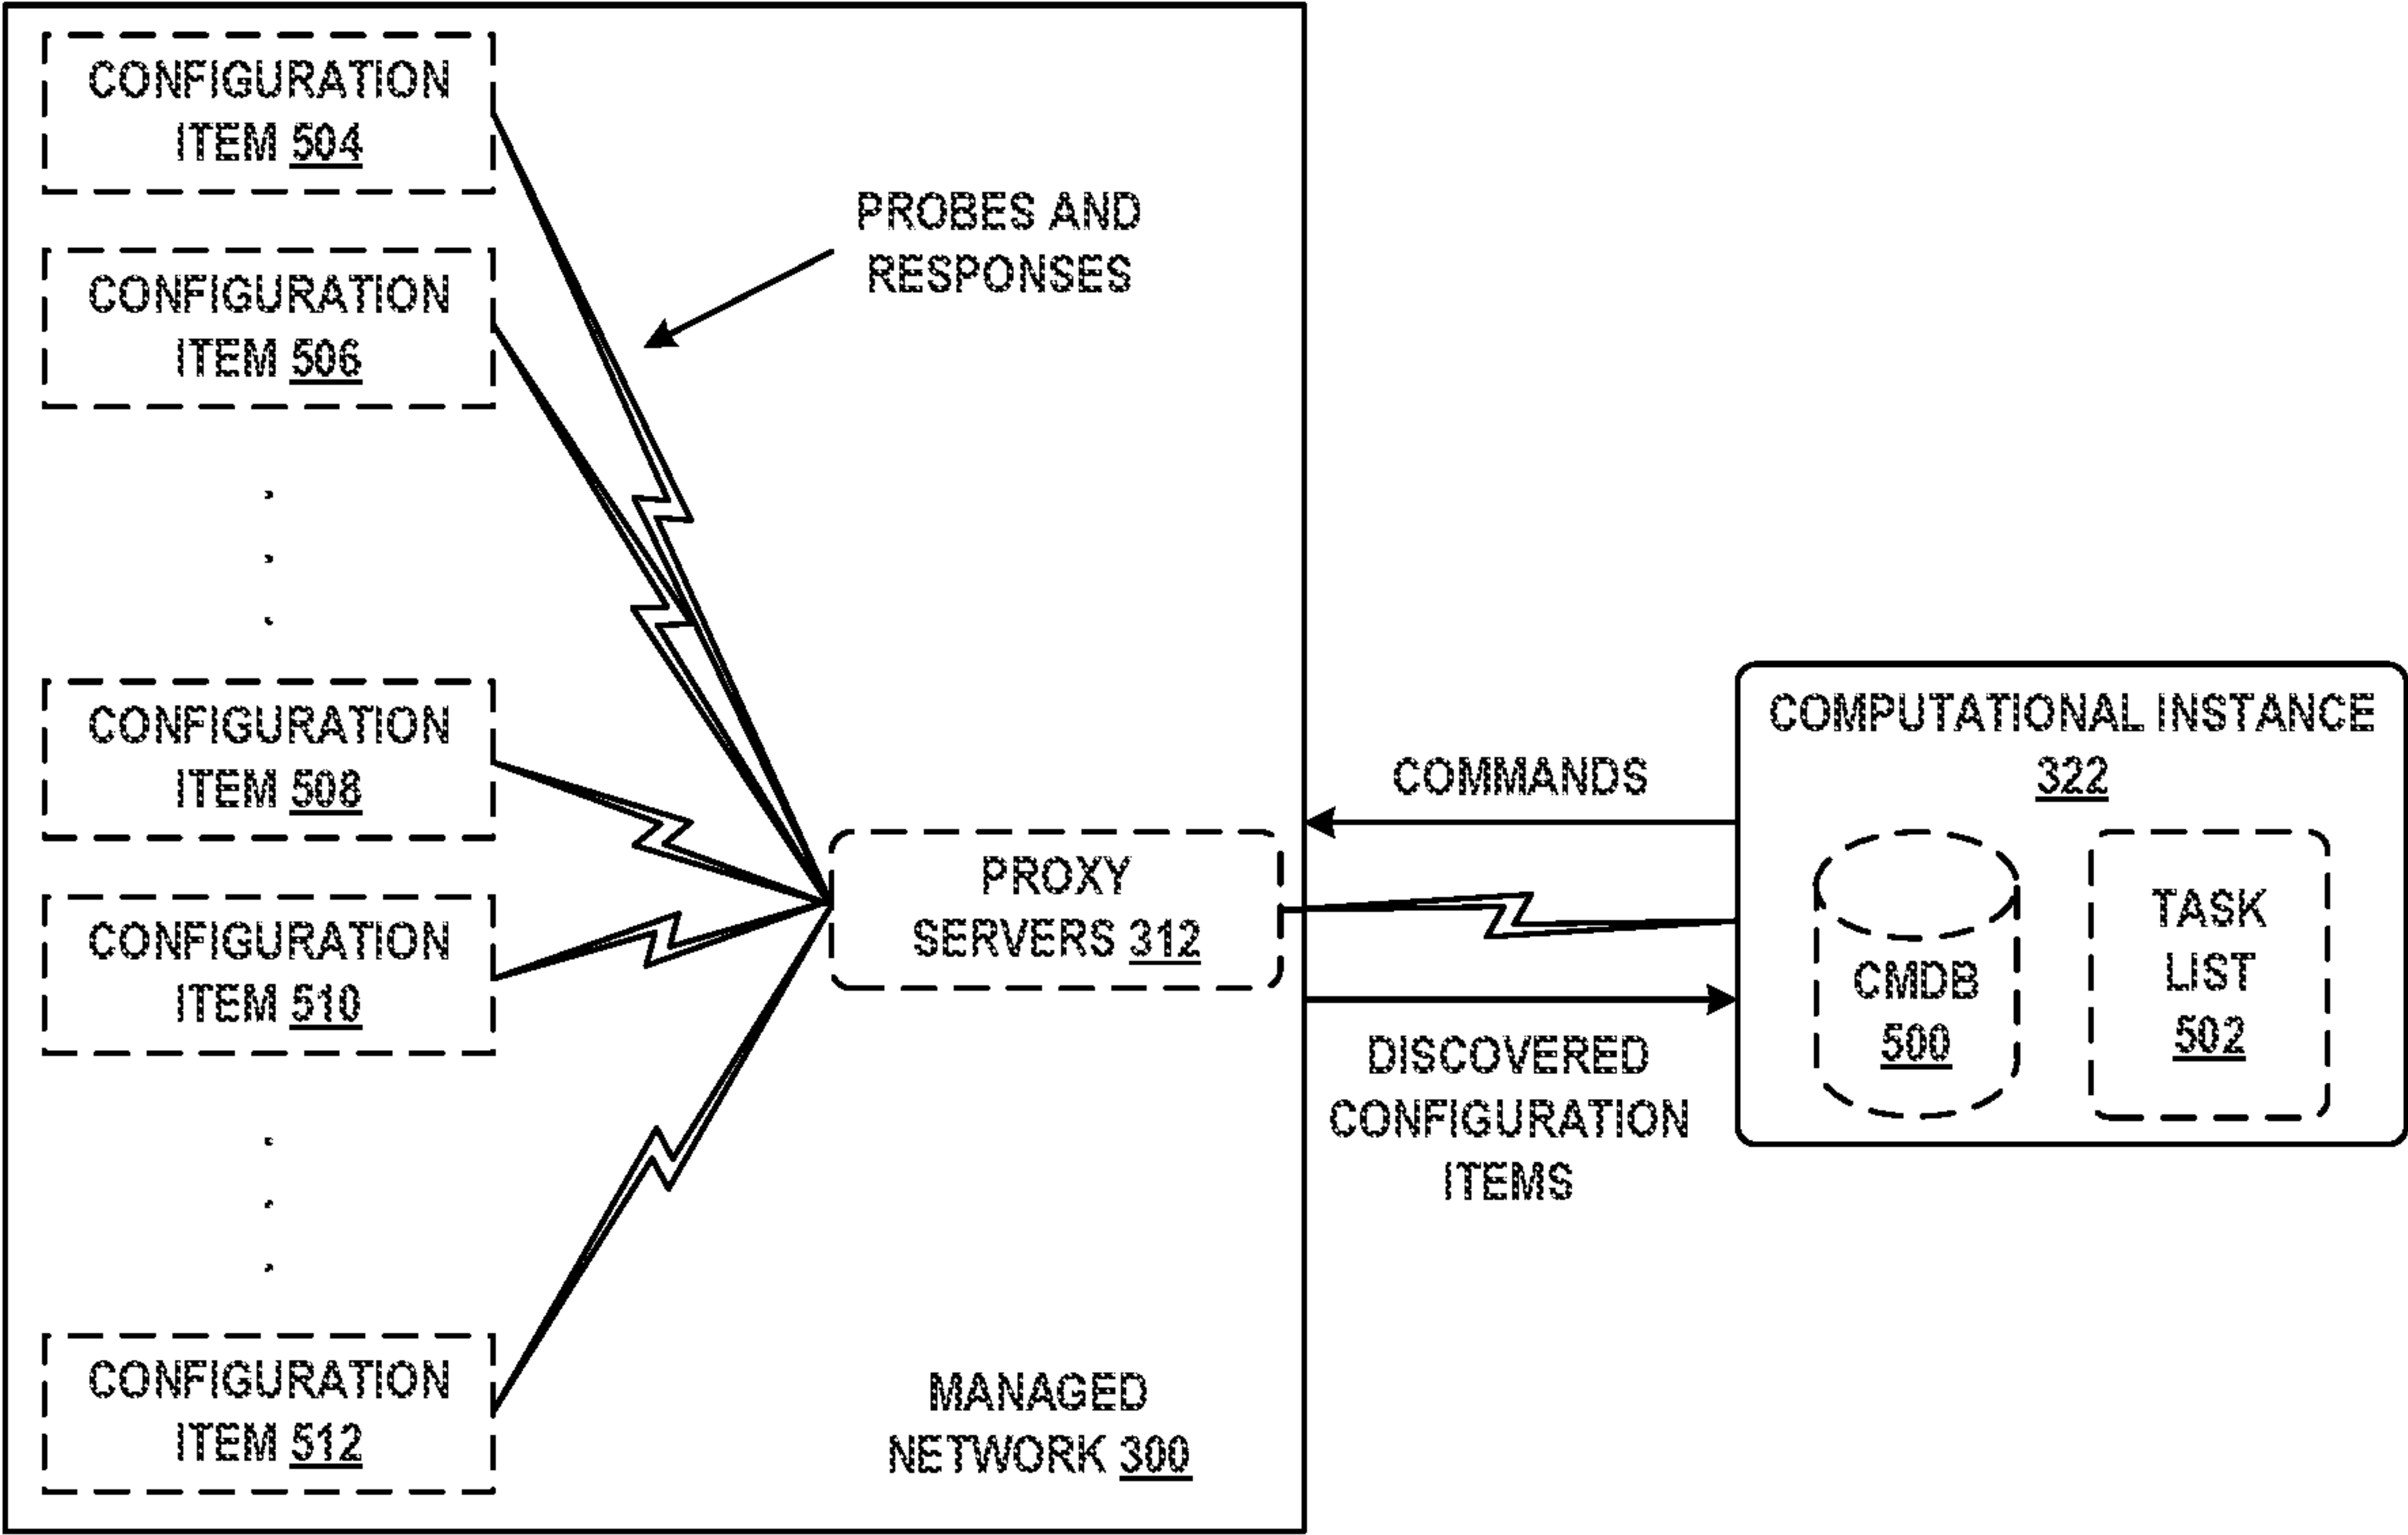 CONFIGURATION
ITEM 504
PROBES AND
RESPONSES
CONFIGURATION
ITEM 506
CONFIGURATION
ITEM 508
CONFIGURATION
ITEM 510
CONFIGURATION
ITEM 512
PROXY
SERVERS 312
MANAGED
NETWORK 300
COMMANDS
DISCOVERED
CONFIGURATION
ITEMS
COMPUTATIONAL INSTANCE
322
CMDB
500
TASK
LIST
502